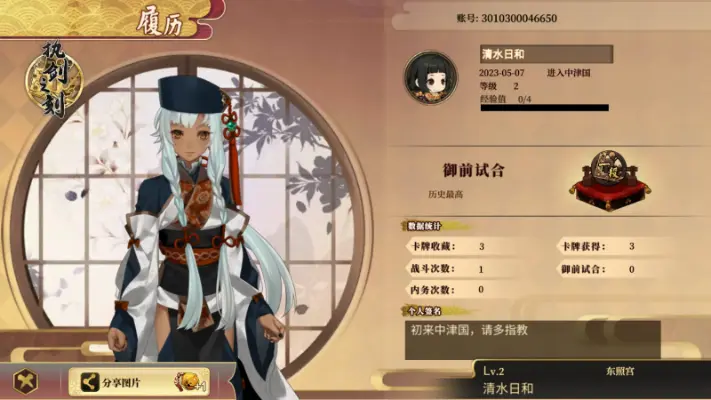 履历
账号: 3010300046650
执剑之刻
清水日和
2023-05-07 进入中津国
等级 2
经验值 0/4
御前试合
历史最高
数据统计
卡牌收藏: 3 卡牌获得: 3
战斗次数: 1 御前试合: 0
内务次数: 0
个人签名
初来中津国，请多指教
分享图片 +1
Lv.2 东照宫
清水日和